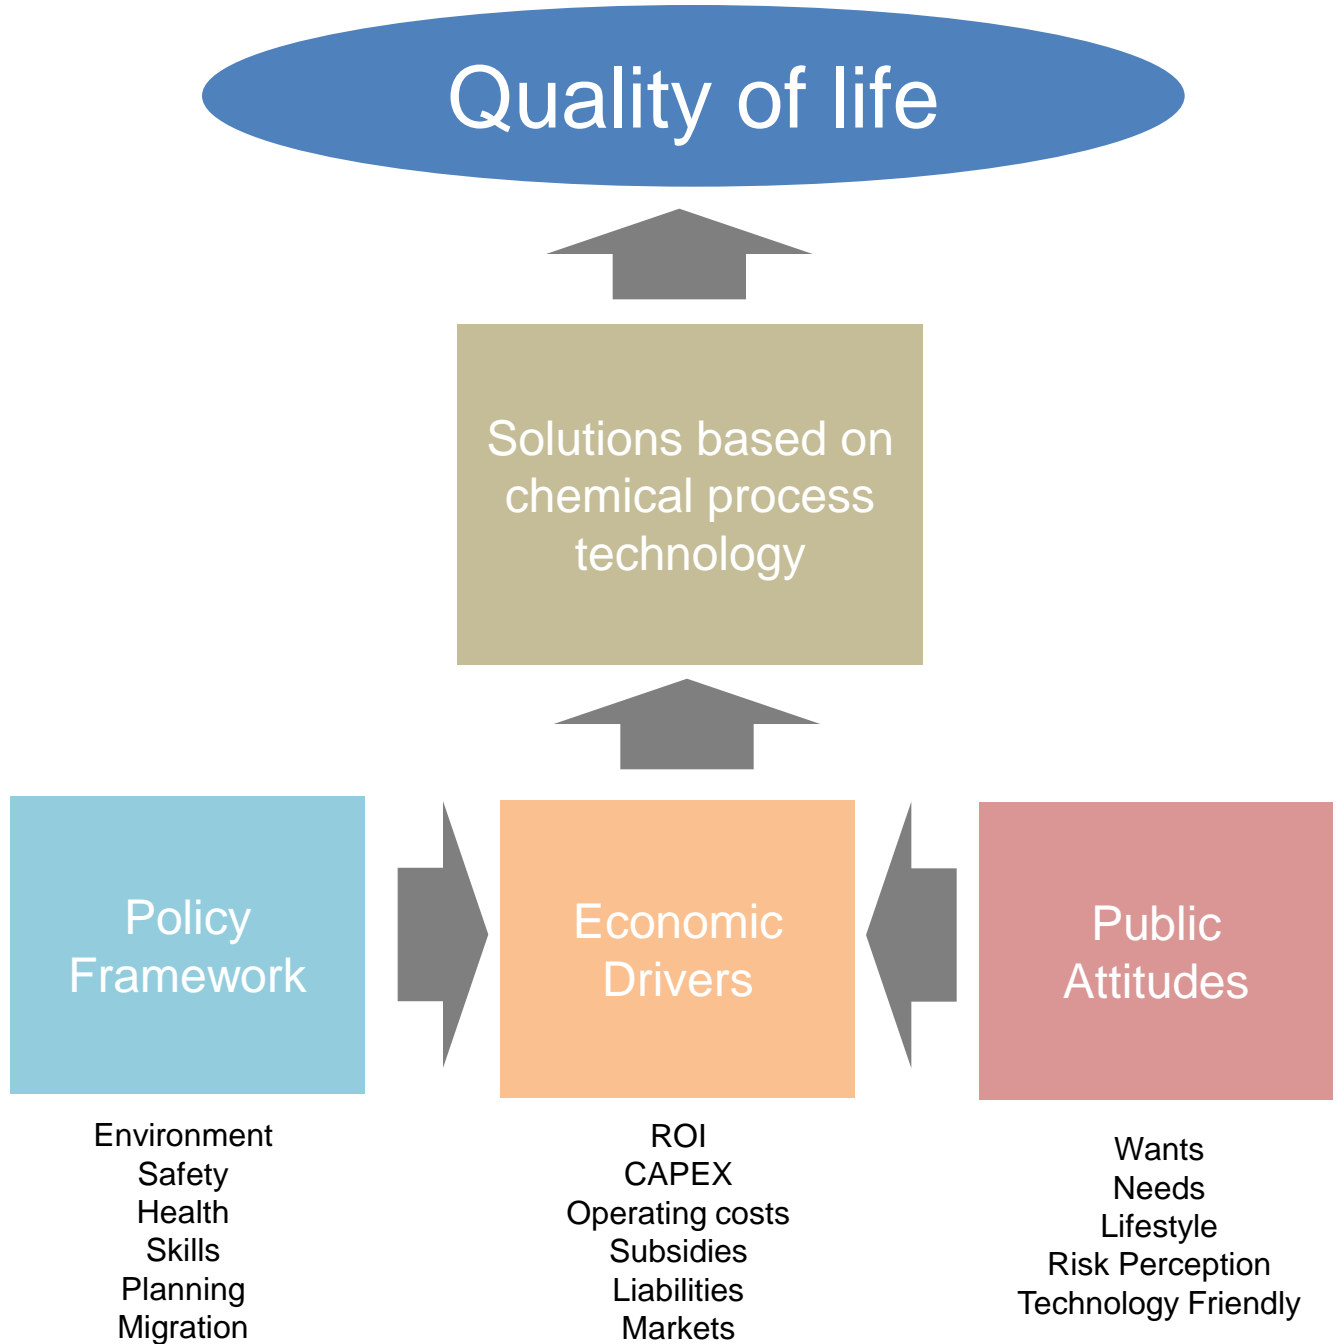 Quality of life
Solutions based on
chemical process
technology
Policy
Framework
Economic
Drivers
Public
Attitudes
Environment
Safety
Health
Skills
Planning
Migration
ROI
CAPEX
Operating costs
Subsidies
Liabilities
Markets
Wants
Needs
Lifestyle
Risk Perception
Technology Friendly